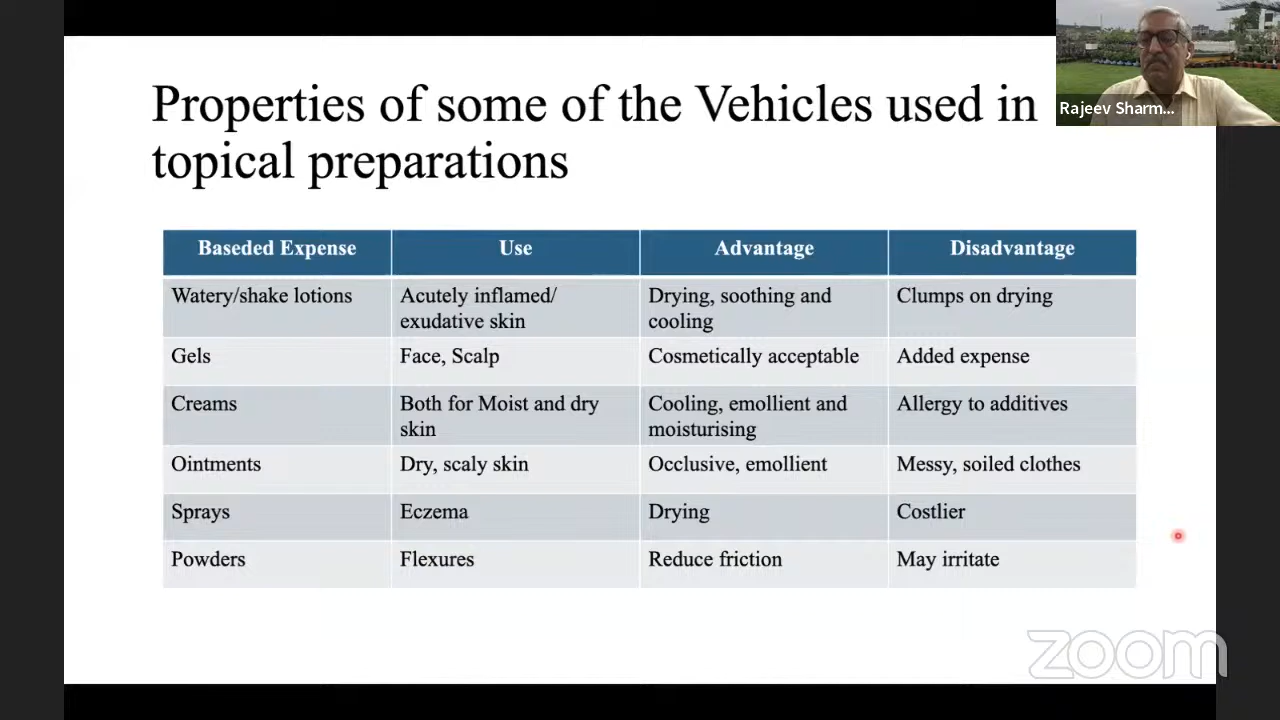 Properties of some of the Vehicles used in
topical preparations
Rajeev Sharm...
Baseded Expense Use Advantage Disadvantage
Watery/shake lotions Acutely inflamed/ Drying, soothing and Clumps on drying
exudative skin cooling
Gels Face, Scalp Cosmetically acceptable Added expense
Creams Both for Moist and dry Cooling, emollient and Allergy to additives
skin moisturising
Ointments Dry, scaly skin Occlusive, emollient Messy, soiled clothes
Sprays Eczema Drying Costlier
Powders Flexures Reduce friction May irritate
zoom